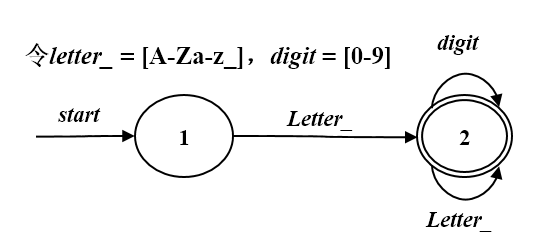 令letter_ = [A-Za-z_]，digit = [0-9]
digit
start
Letter_
1
2
Letter_